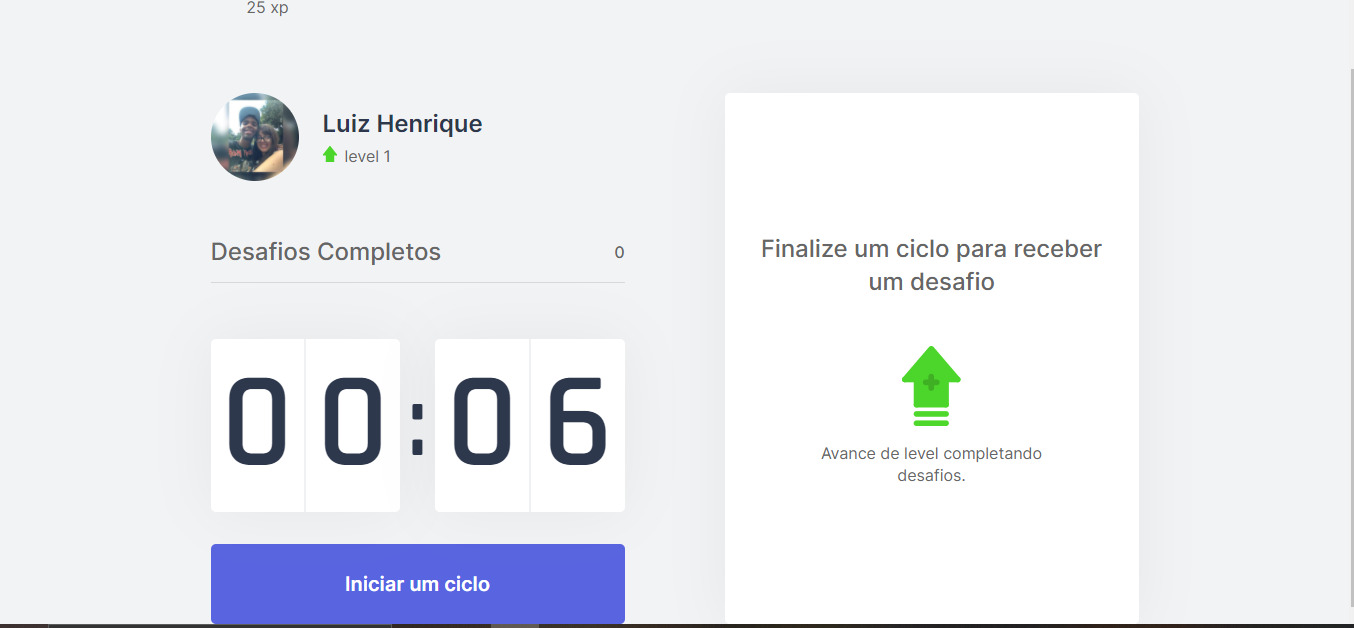 25 xp
Luiz Henrique
level 1
Desafios Completos 0
00:06
Iniciar um ciclo
Finalize um ciclo para receber
um desafio
Avance de level completando
desafios.